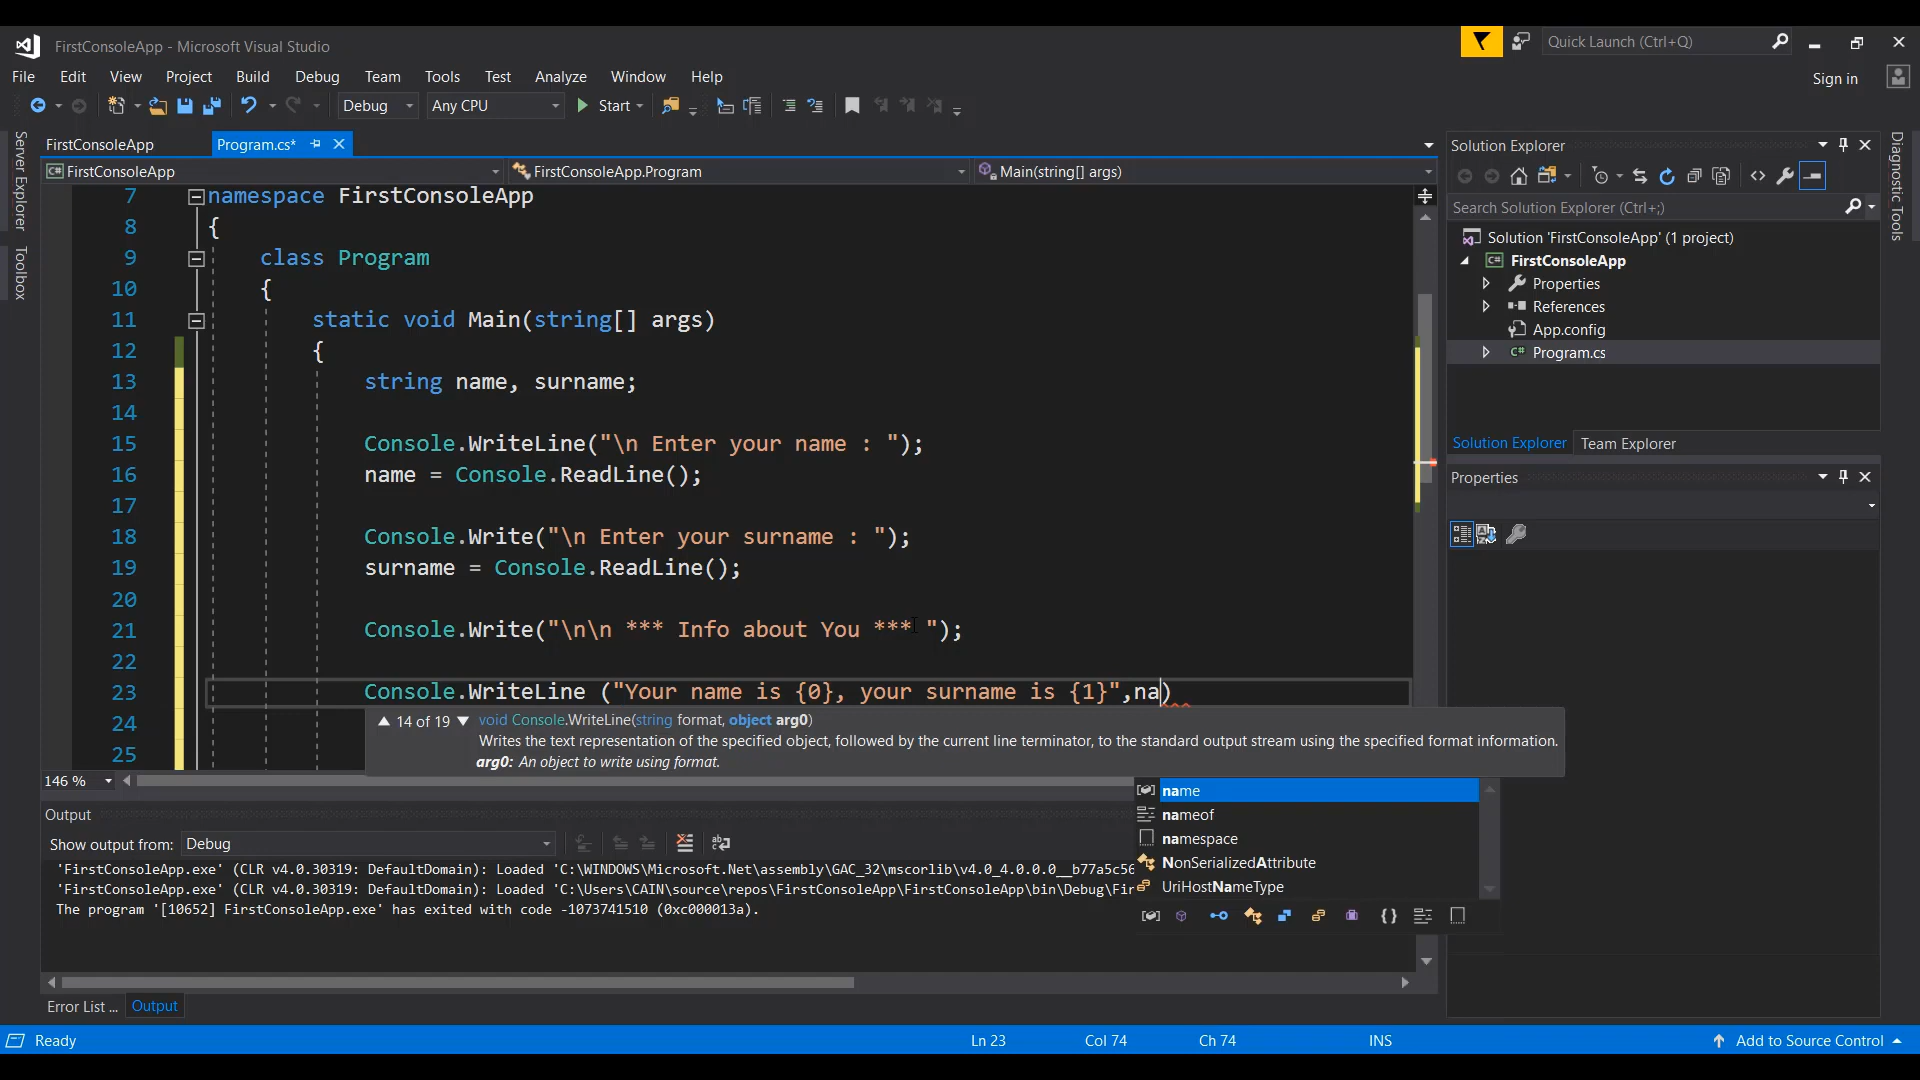 FirstConsoleApp - Microsoft Visual Studio
Quick Launch (Ctrl+Q)
File Edit View Project Build Debug Team Tools Test Analyze Window Help
Sign in
Debug Any CPU Start
Server Explorer
Toolbox
FirstConsoleApp Program.cs*
FirstConsoleApp FirstConsoleApp.Program Main(string[] args)
7 namespace FirstConsoleApp
8 {
9 class Program
10 {
11 static void Main(string[] args)
12 {
13 string name, surname;
14
15 Console.WriteLine("\n Enter your name : ");
16 name = Console.ReadLine();
17
18 Console.Write("\n Enter your surname : ");
19 surname = Console.ReadLine();
20
21 Console.Write("\n\n *** Info about You *** ");
22
23 Console.WriteLine ("Your name is {0}, your surname is {1}",na)
24
25
14 of 19 void Console.WriteLine(string format, object arg0)
Writes the text representation of the specified object, followed by the current line terminator, to the standard output stream using the specified format information.
arg0: An object to write using format.
name
nameof
namespace
NonSerializedAttribute
UriHostNameType
146 %
Output
Show output from: Debug
'FirstConsoleApp.exe' (CLR v4.0.30319: DefaultDomain): Loaded 'C:\WINDOWS\Microsoft.Net\assembly\GAC_32\mscorlib\v4.0_4.0.0.0__b77a5c56
'FirstConsoleApp.exe' (CLR v4.0.30319: DefaultDomain): Loaded 'C:\Users\CAIN\source\repos\FirstConsoleApp\FirstConsoleApp\bin\Debug\Fir
The program '[10652] FirstConsoleApp.exe' has exited with code -1073741510 (0xc000013a).
Error List ... Output
Solution Explorer
Search Solution Explorer (Ctrl+;)
Solution 'FirstConsoleApp' (1 project)
C# FirstConsoleApp
Properties
References
App.config
C# Program.cs
Solution Explorer Team Explorer
Properties
Diagnostic Tools
Ready Ln 23 Col 74 Ch 74 INS Add to Source Control